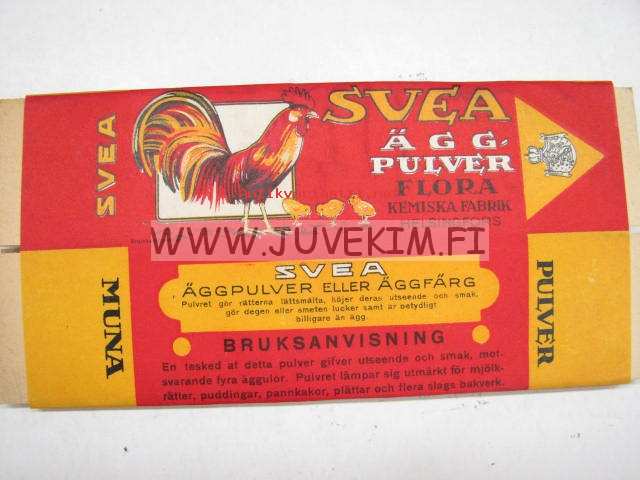 SVEA
SVEA
ÄGG-
PULVER
FLORA
KEMISKA FABRIK
HELSINGFORS
WWW.JUVEKIM.FI
MUNA
SVEA
ÄGGPULVER ELLER ÄGGFÄRG
Pulvret gör rätterna lättsmälta, höjer deras utseende och smak,
gör degen eller smeten lucker samt är betydligt
billigare än ägg.
PULVER
BRUKSANVISNING
En tesked af detta pulver gifver utseende och smak, mot-
svarande fyra äggulor. Pulvret lämpar sig utmärkt för mjölk-
rätter, puddingar, pannkakor, plättar och flera slags bakverk.